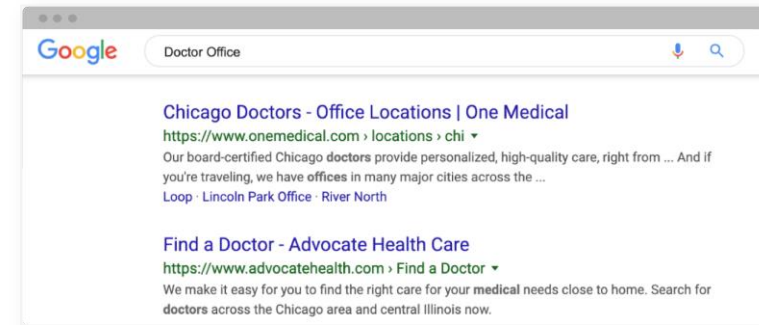 Google
Doctor Office
Chicago Doctors - Office Locations | One Medical
https://www.onemedical.com › locations › chi ▾
Our board-certified Chicago doctors provide personalized, high-quality care, right from ... And if
you're traveling, we have offices in many major cities across the ...
Loop · Lincoln Park Office · River North
Find a Doctor - Advocate Health Care
https://www.advocatehealth.com › Find a Doctor ▾
We make it easy for you to find the right care for your medical needs close to home. Search for
doctors across the Chicago area and central Illinois now.